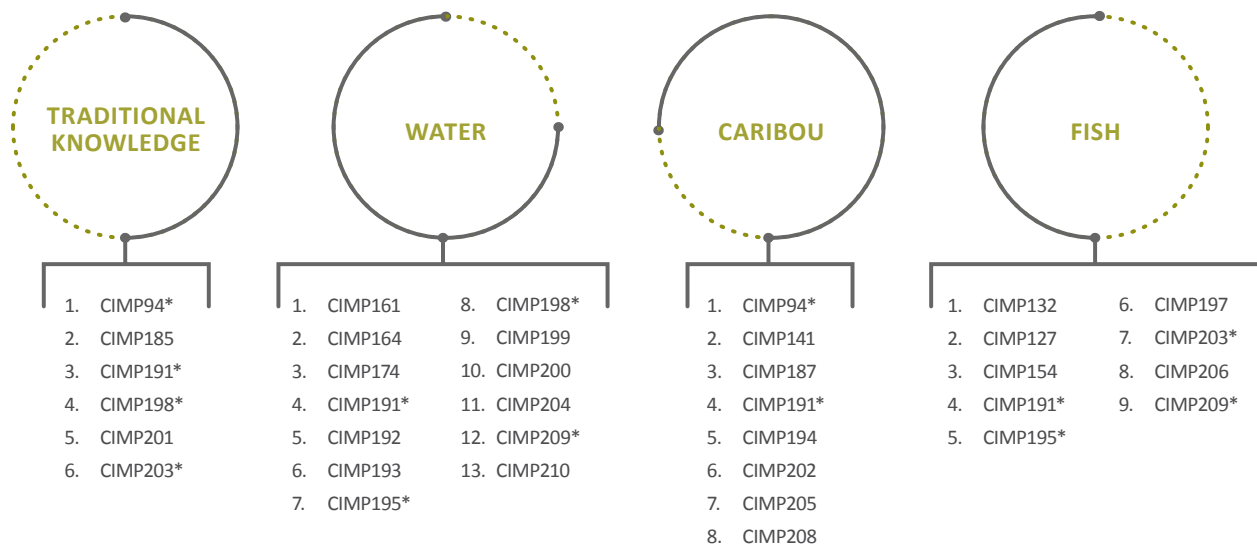 TRADITIONAL
KNOWLEDGE
1. CIMP94*
2. CIMP185
3. CIMP191*
4. CIMP198*
5. CIMP201
6. CIMP203*
WATER
1. CIMP161
2. CIMP164
3. CIMP174
4. CIMP191*
5. CIMP192
6. CIMP193
7. CIMP195*
8. CIMP198*
9. CIMP199
10. CIMP200
11. CIMP204
12. CIMP209*
13. CIMP210
CARIBOU
1. CIMP94*
2. CIMP141
3. CIMP187
4. CIMP191*
5. CIMP194
6. CIMP202
7. CIMP205
8. CIMP208
FISH
1. CIMP132
2. CIMP127
3. CIMP154
4. CIMP191*
5. CIMP195*
6. CIMP197
7. CIMP203*
8. CIMP206
9. CIMP209*